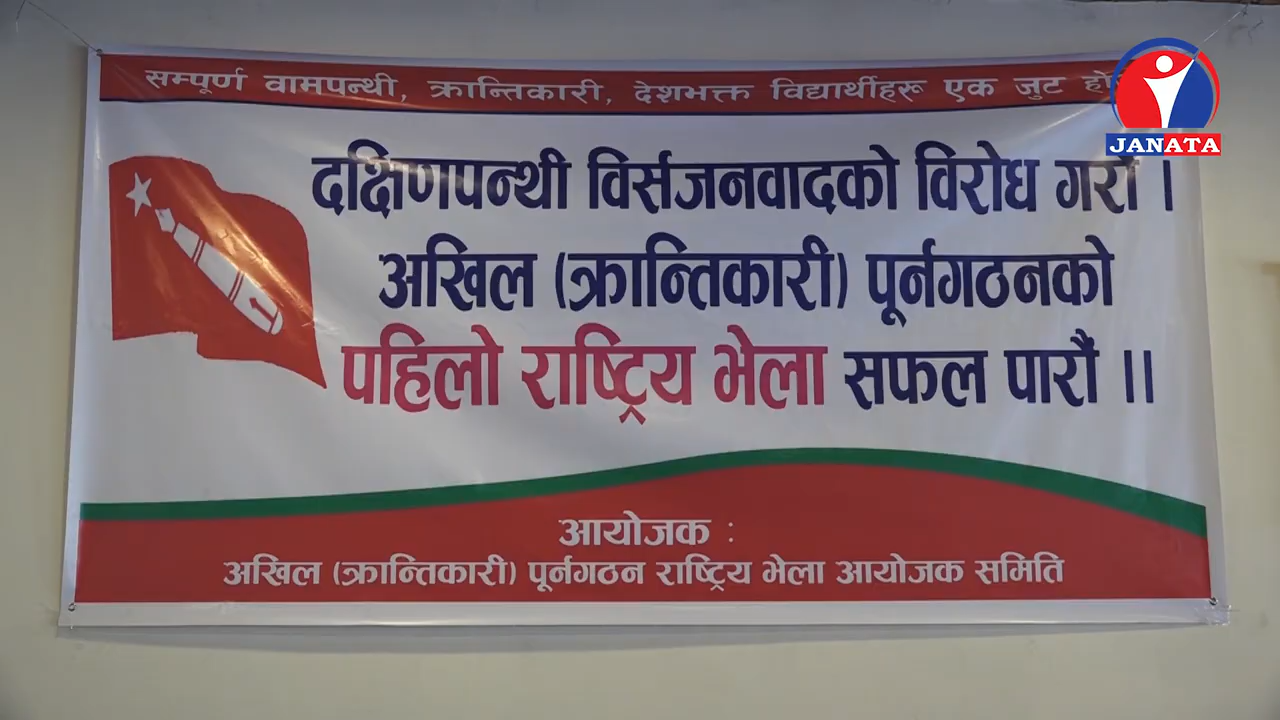 सम्पूर्ण वामपन्थी, क्रान्तिकारी, देशभक्त विद्यार्थीहरू एक जुट
JANATA
दक्षिणपन्थी विर्सजनवादको विरोध गरौं ।
अखिल (क्रान्तिकारी) पूर्नगठनको
पहिलो राष्ट्रिय भेला सफल पारौं ।।
आयोजक :
अखिल (क्रान्तिकारी) पूर्नगठन राष्ट्रिय भेला आयोजक समिति